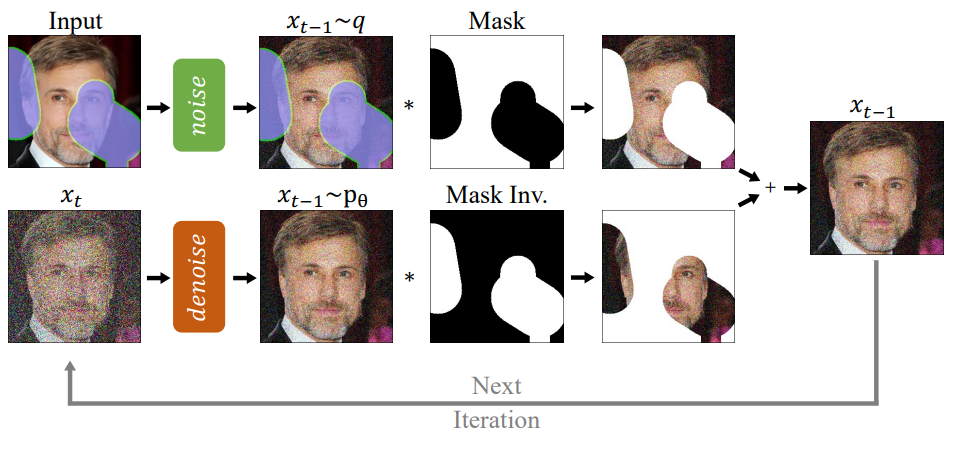 Input
x_{t-1}~q
Mask
noise
*
x_{t-1}
+
x_t
x_{t-1}~p_θ
Mask Inv.
denoise
*
Next
Iteration